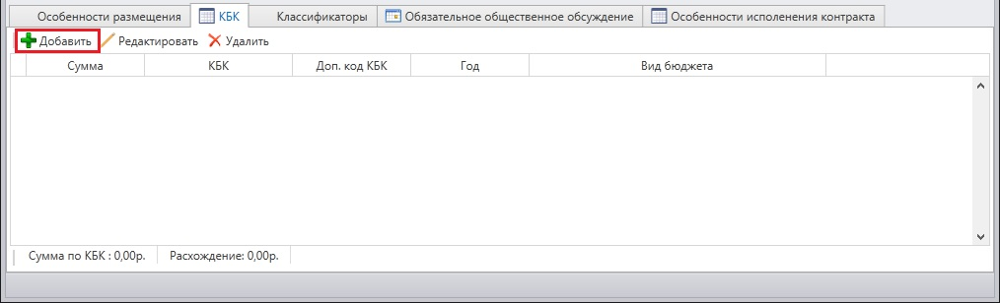 Особенности размещения КБК Классификаторы Обязательное общественное обсуждение Особенности исполенения контракта
Добавить Редактировать Удалить
Сумма КБК Доп. код КБК Год Вид бюджета
Сумма по КБК : 0,00р. Расхождение: 0,00р.